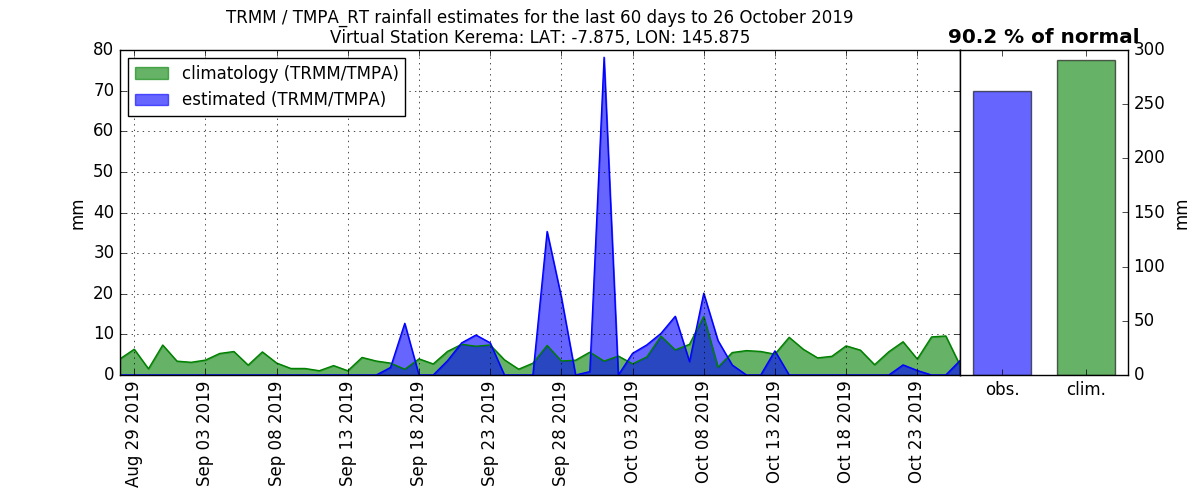 TRMM / TMPA_RT rainfall estimates for the last 60 days to 26 October 2019
Virtual Station Kerema: LAT: -7.875, LON: 145.875
90.2 % of normal
climatology (TRMM/TMPA)
estimated (TRMM/TMPA)
80
70
60
50
40
30
20
10
0
mm
Aug 29 2019
Sep 03 2019
Sep 08 2019
Sep 13 2019
Sep 18 2019
Sep 23 2019
Sep 28 2019
Oct 03 2019
Oct 08 2019
Oct 13 2019
Oct 18 2019
Oct 23 2019
obs.
clim.
300
250
200
150
100
50
0
mm